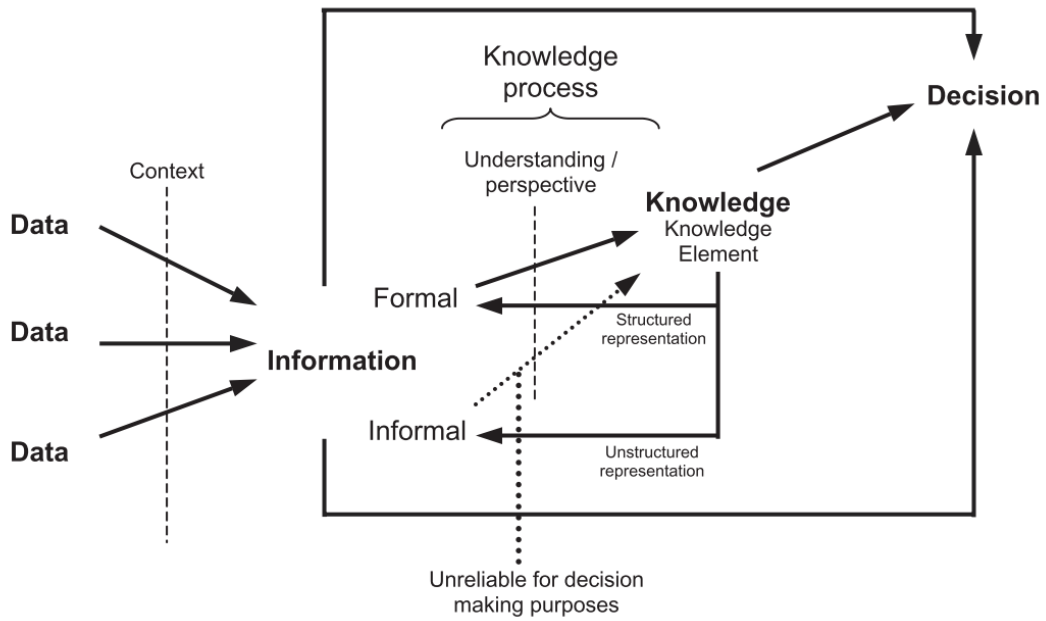 Knowledge
process
Decision
Context
Understanding /
perspective
Data
Knowledge
Knowledge
Element
Formal
Structured
representation
Data
Information
Informal
Data
Unstructured
representation
Unreliable for decision
making purposes